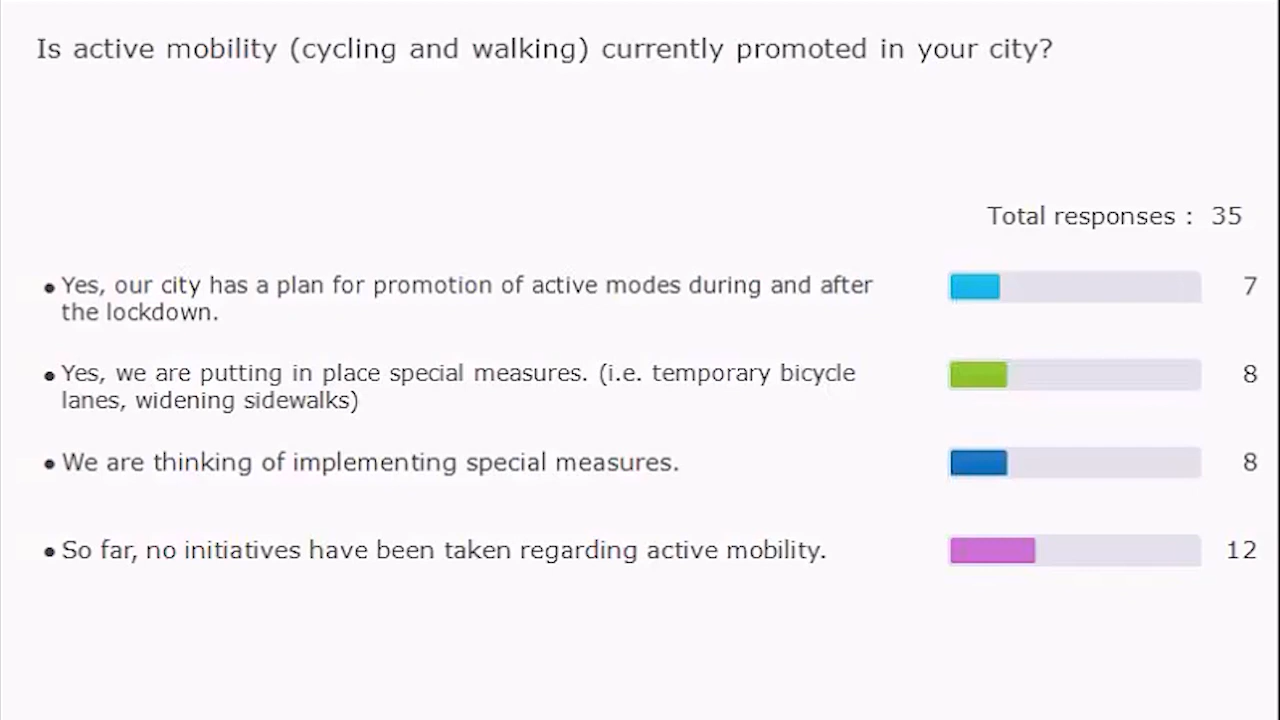 Is active mobility (cycling and walking) currently promoted in your city?
Total responses : 35
• Yes, our city has a plan for promotion of active modes during and after
the lockdown.
7
• Yes, we are putting in place special measures. (i.e. temporary bicycle
lanes, widening sidewalks)
8
• We are thinking of implementing special measures.
8
• So far, no initiatives have been taken regarding active mobility.
12